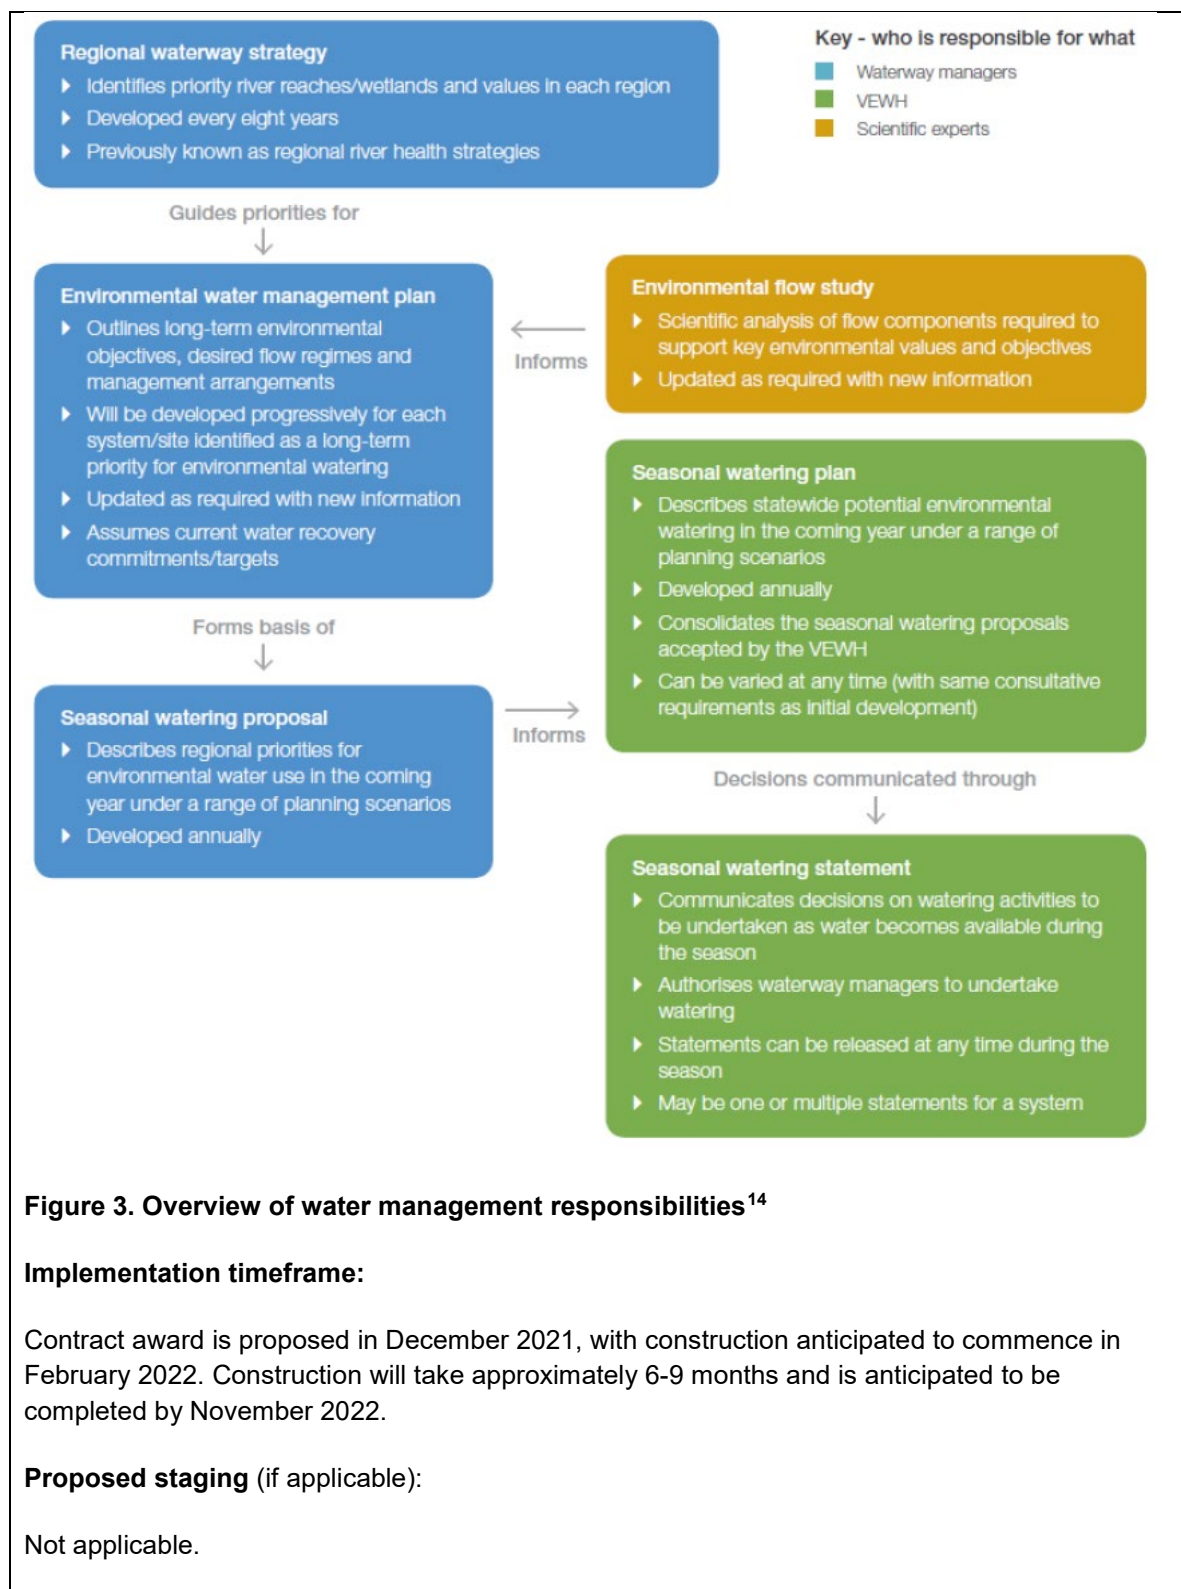 Regional waterway strategy
Identifies priority river reaches/wetlands and values in each region
Developed every eight years
Previously known as regional river health strategies
Key - who is responsible for what
Waterway managers
VEWH
Scientific experts
Guides priorities for
Environmental water management plan
Outlines long-term environmental
objectives, desired flow regimes and
management arrangements
Will be developed progressively for each
system/site identified as a long-term
priority for environmental watering
Updated as required with new information
Assumes current water recovery
commitments/targets
Informs
Environmental flow study
Scientific analysis of flow components required to
support key environmental values and objectives
Updated as required with new information
Forms basis of
Seasonal watering proposal
Describes regional priorities for
environmental water use in the coming
year under a range of planning scenarios
Developed annually
Informs
Seasonal watering plan
Describes statewide potential environmental
watering in the coming year under a range of
planning scenarios
Developed annually
Consolidates the seasonal watering proposals
accepted by the VEWH
Can be varied at any time (with same consultative
requirements as initial development)
Decisions communicated through
Seasonal watering statement
Communicates decisions on watering activities to
be undertaken as water becomes available during
the season
Authorises waterway managers to undertake
watering
Statements can be released at any time during the
season
May be one or multiple statements for a system
Figure 3. Overview of water management responsibilities14
Implementation timeframe:
Contract award is proposed in December 2021, with construction anticipated to commence in
February 2022. Construction will take approximately 6-9 months and is anticipated to be
completed by November 2022.
Proposed staging (if applicable):
Not applicable.